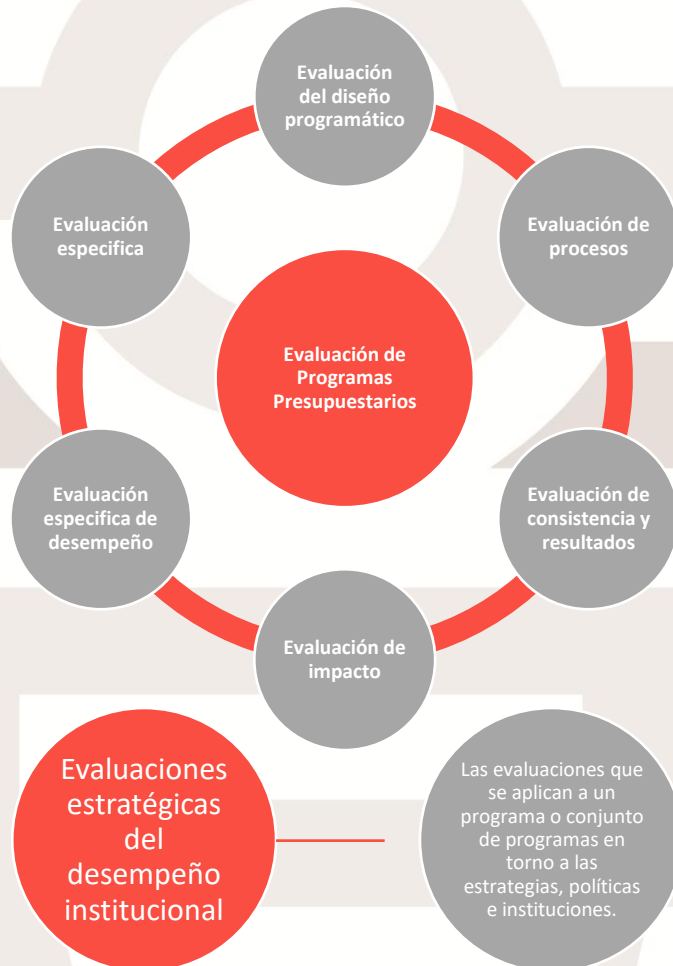 Evaluación
del diseño
programático
Evaluación
especifica
Evaluación de
procesos
Evaluación de
Programas
Presupuestarios
Evaluación
especifica de
desempeño
Evaluación de
consistencia y
resultados
Evaluación de
impacto
Evaluaciones
estratégicas
del
desempeño
institucional
Las evaluaciones que
se aplican a un
programa o conjunto
de programas en
torno a las
estrategias, políticas
e instituciones.